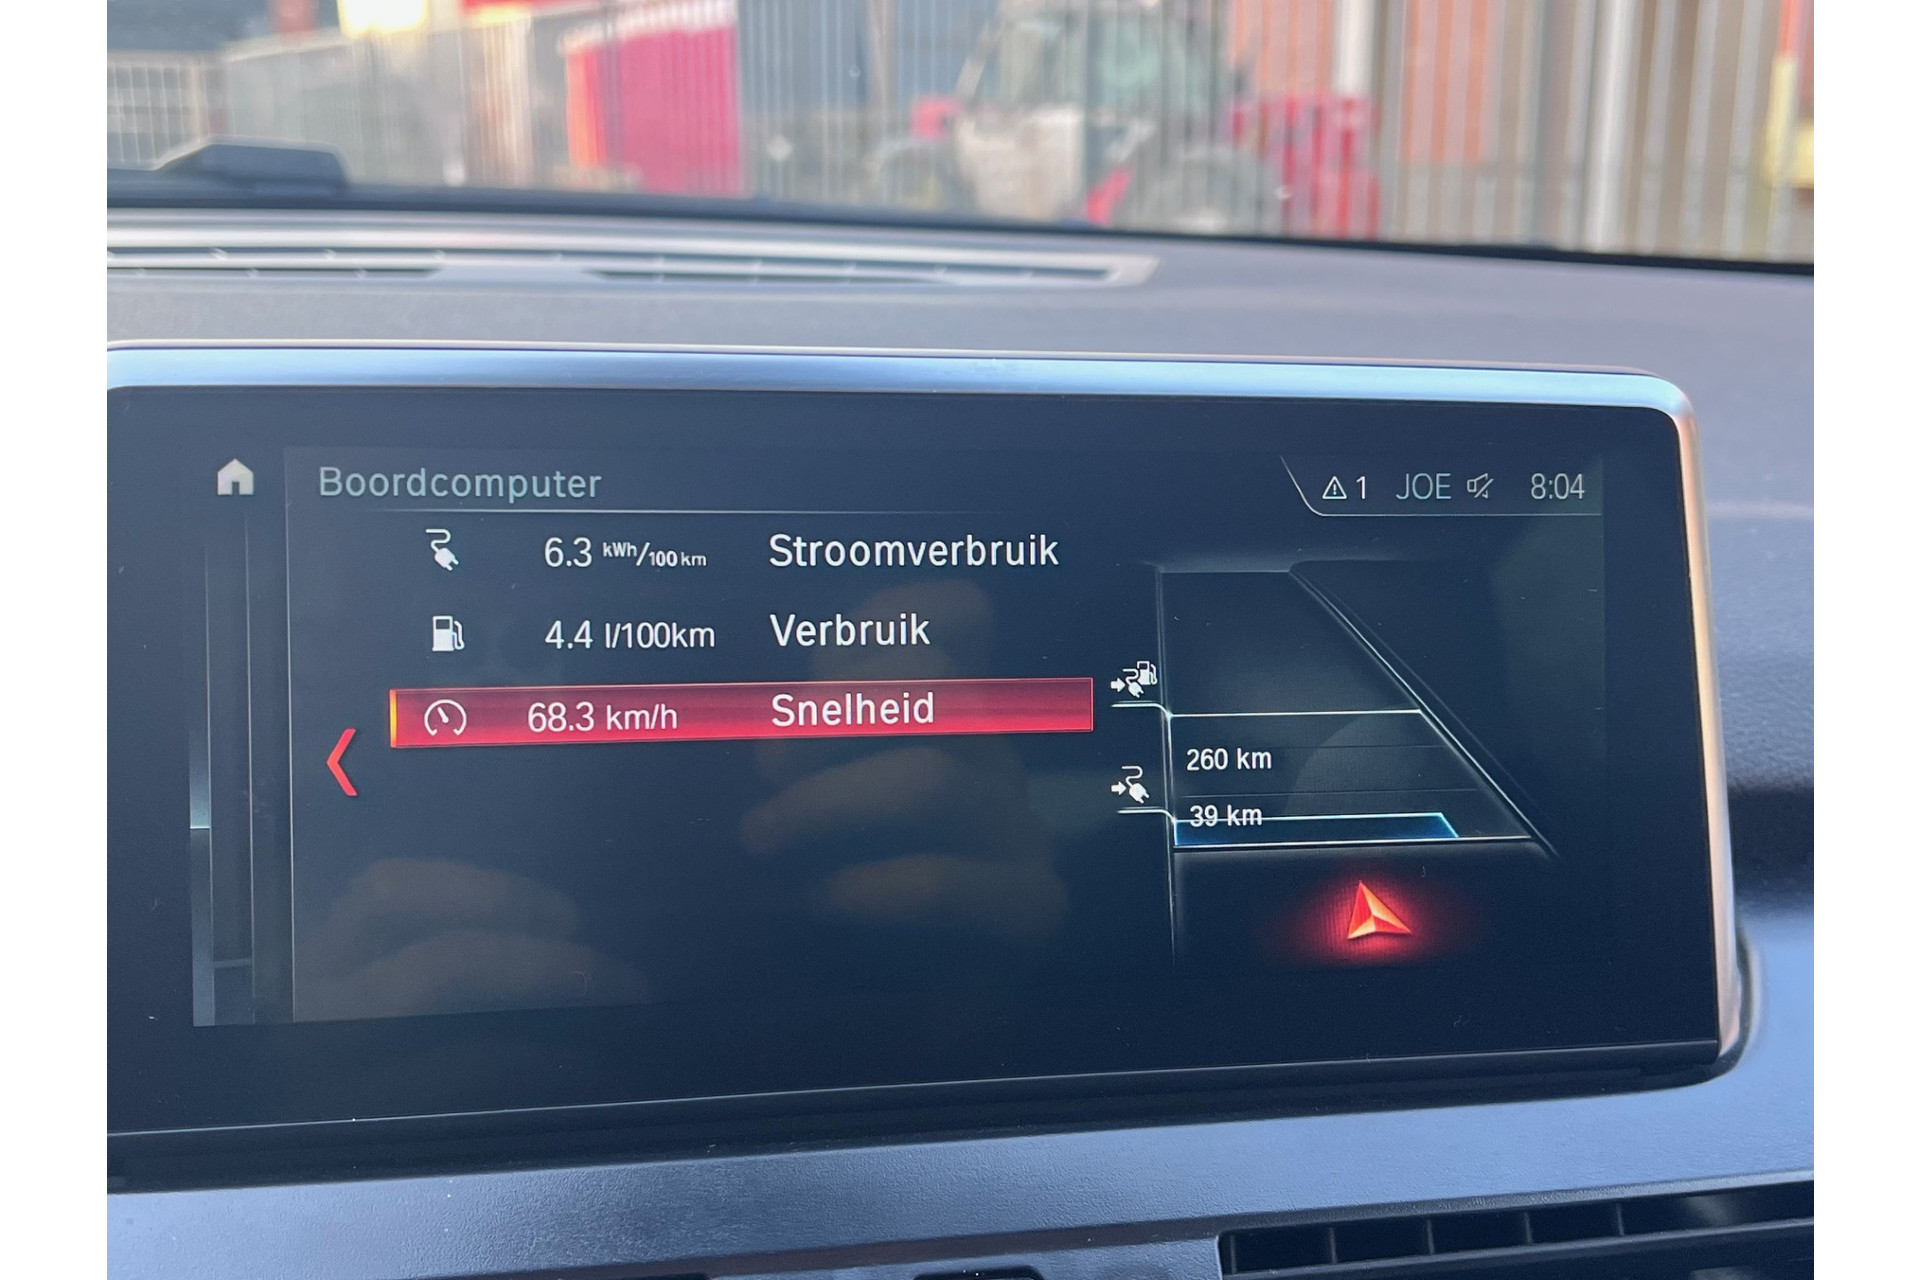 Boordcomputer
1 JOE 8:04
6.3 kWh/100 km Stroomverbruik
4.4 l/100km Verbruik
68.3 km/h Snelheid
260 km
39 km